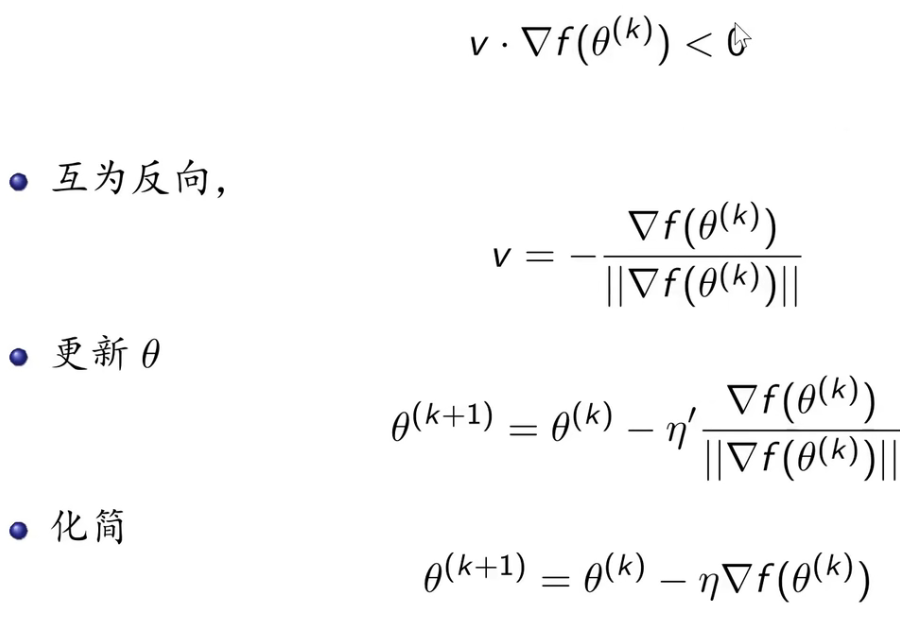 v · ∇f(θ^(k)) < 0
互为反向，
v = −∇f(θ^(k)) / ||∇f(θ^(k))||
更新 θ
θ^(k+1) = θ^(k) − η′ ∇f(θ^(k)) / ||∇f(θ^(k))||
化简
θ^(k+1) = θ^(k) − η∇f(θ^(k))